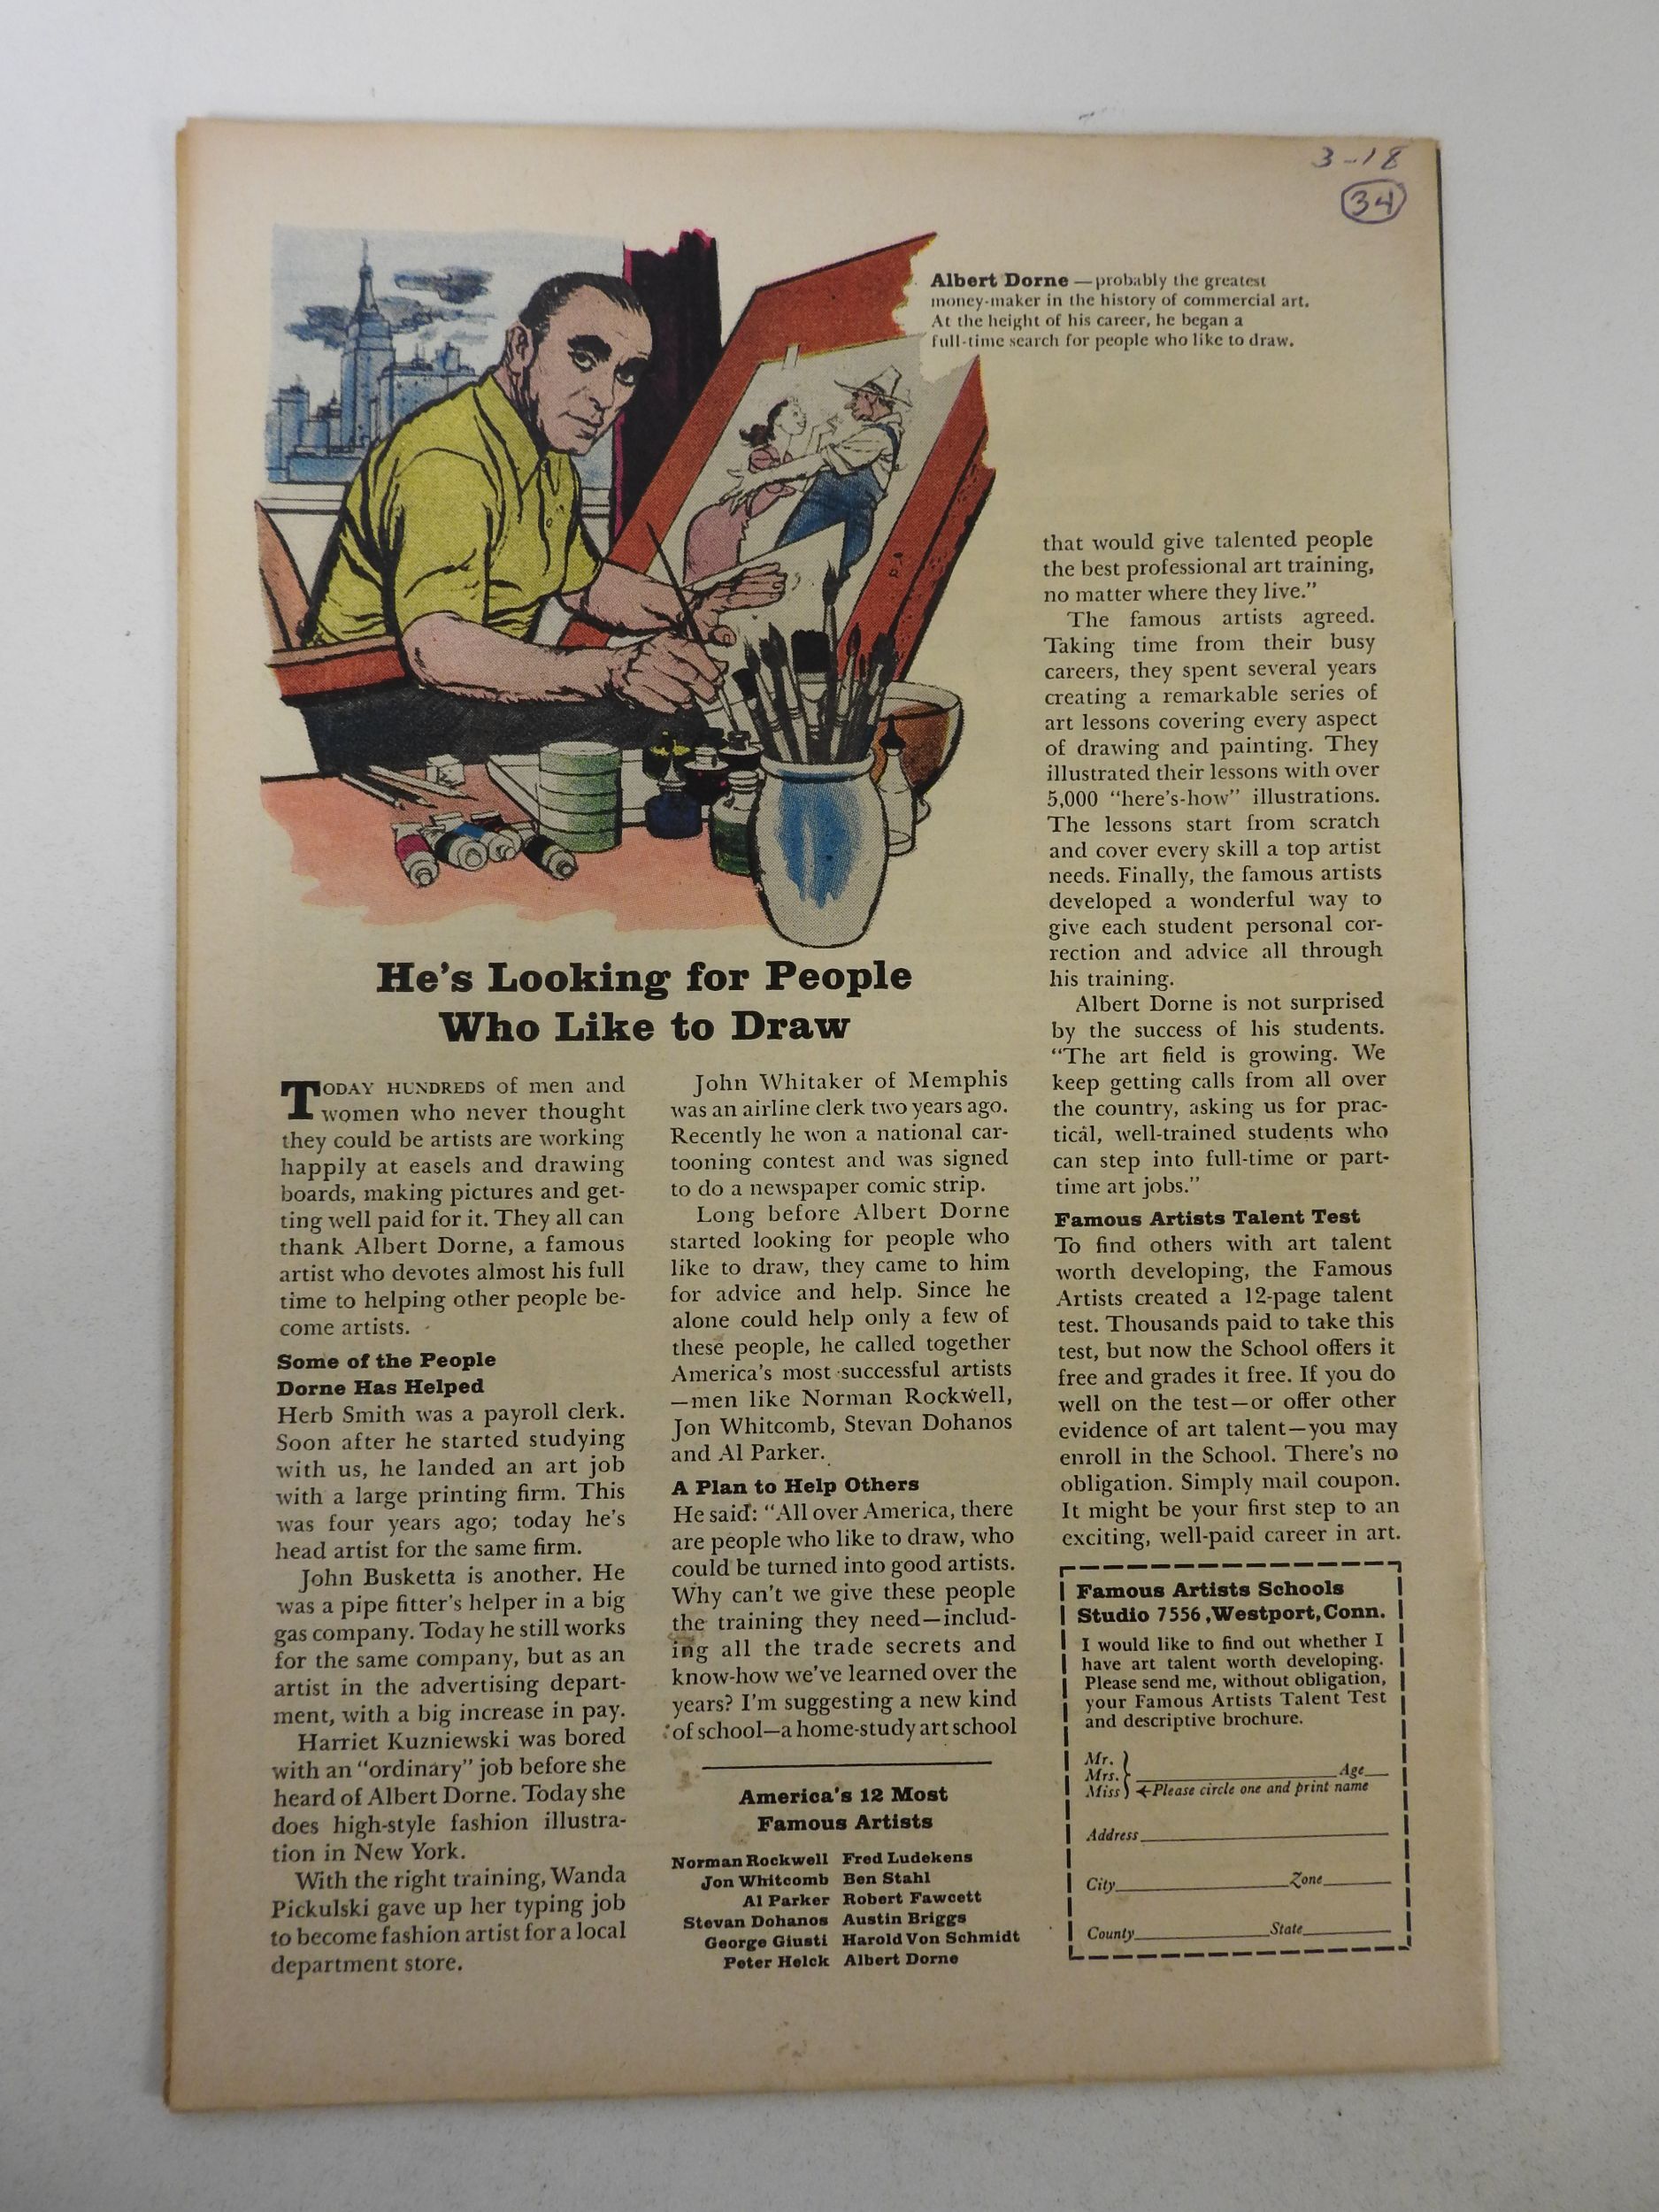 3-18
34
Albert Dorne — probably the greatest
money-maker in the history of commercial art.
At the height of his career, he began a
full-time search for people who like to draw.
He's Looking for People
Who Like to Draw
TODAY HUNDREDS of men and
women who never thought
they could be artists are working
happily at easels and drawing
boards, making pictures and get-
ting well paid for it. They all can
thank Albert Dorne, a famous
artist who devotes almost his full
time to helping other people be-
come artists.
Some of the People
Dorne Has Helped
Herb Smith was a payroll clerk.
Soon after he started studying
with us, he landed an art job
with a large printing firm. This
was four years ago; today he's
head artist for the same firm.
John Busketta is another. He
was a pipe fitter's helper in a big
gas company. Today he still works
for the same company, but as an
artist in the advertising depart-
ment, with a big increase in pay.
Harriet Kuzniewski was bored
with an "ordinary" job before she
heard of Albert Dorne. Today she
does high-style fashion illustra-
tion in New York.
With the right training, Wanda
Pickulski gave up her typing job
to become fashion artist for a local
department store.
John Whitaker of Memphis
was an airline clerk two years ago.
Recently he won a national car-
tooning contest and was signed
to do a newspaper comic strip.
Long before Albert Dorne
started looking for people who
like to draw, they came to him
for advice and help. Since he
alone could help only a few of
these people, he called together
America's most successful artists
—men like Norman Rockwell,
Jon Whitcomb, Stevan Dohanos
and Al Parker.
A Plan to Help Others
He said: "All over America, there
are people who like to draw, who
could be turned into good artists.
Why can't we give these people
the training they need—includ-
ing all the trade secrets and
know-how we've learned over the
years? I'm suggesting a new kind
of school—a home-study art school
America's 12 Most
Famous Artists
Norman Rockwell Fred Ludekens
Jon Whitcomb Ben Stahl
Al Parker Robert Fawcett
Stevan Dohanos Austin Briggs
George Giusti Harold Von Schmidt
Peter Helck Albert Dorne
that would give talented people
the best professional art training,
no matter where they live."
The famous artists agreed.
Taking time from their busy
careers, they spent several years
creating a remarkable series of
art lessons covering every aspect
of drawing and painting. They
illustrated their lessons with over
5,000 "here's-how" illustrations.
The lessons start from scratch
and cover every skill a top artist
needs. Finally, the famous artists
developed a wonderful way to
give each student personal cor-
rection and advice all through
his training.
Albert Dorne is not surprised
by the success of his students.
"The art field is growing. We
keep getting calls from all over
the country, asking us for prac-
tical, well-trained students who
can step into full-time or part-
time art jobs."
Famous Artists Talent Test
To find others with art talent
worth developing, the Famous
Artists created a 12-page talent
test. Thousands paid to take this
test, but now the School offers it
free and grades it free. If you do
well on the test—or offer other
evidence of art talent—you may
enroll in the School. There's no
obligation. Simply mail coupon.
It might be your first step to an
exciting, well-paid career in art.
Famous Artists Schools
Studio 7556, Westport, Conn.
I would like to find out whether I
have art talent worth developing.
Please send me, without obligation,
your Famous Artists Talent Test
and descriptive brochure.
Mr.
Mrs. Age
Miss ←Please circle one and print name
Address
City Zone
County State